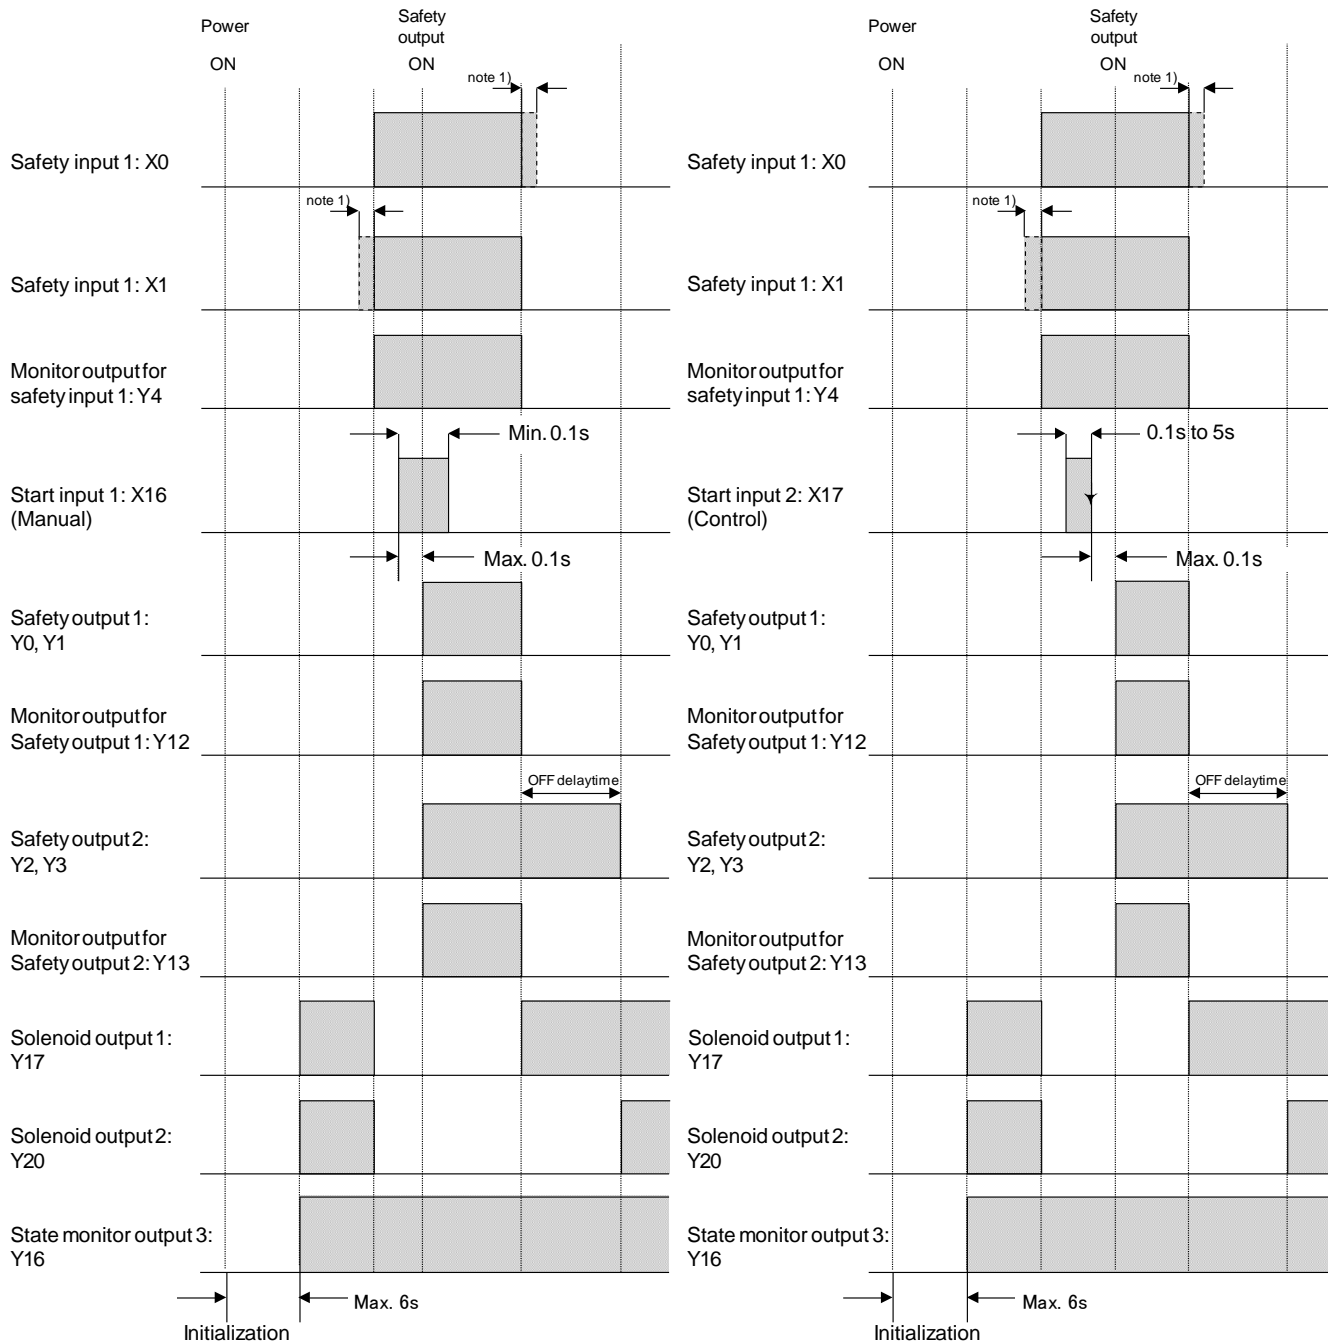 Power
ON
Safety
output
ON
note 1)
Safety input 1: X0
note 1)
Safety input 1: X1
Monitor output for
safety input 1: Y4
Min. 0.1s
Start input 1: X16
(Manual)
Max. 0.1s
Safety output 1:
Y0, Y1
Monitor output for
Safety output 1: Y12
OFF delay time
Safety output 2:
Y2, Y3
Monitor output for
Safety output 2: Y13
Solenoid output 1:
Y17
Solenoid output 2:
Y20
State monitor output 3:
Y16
Max. 6s
Initialization
Power
ON
Safety
output
ON
note 1)
Safety input 1: X0
note 1)
Safety input 1: X1
Monitor output for
safety input 1: Y4
0.1s to 5s
Start input 2: X17
(Control)
Max. 0.1s
Safety output 1:
Y0, Y1
Monitor output for
Safety output 1: Y12
OFF delay time
Safety output 2:
Y2, Y3
Monitor output for
Safety output 2: Y13
Solenoid output 1:
Y17
Solenoid output 2:
Y20
State monitor output 3:
Y16
Max. 6s
Initialization